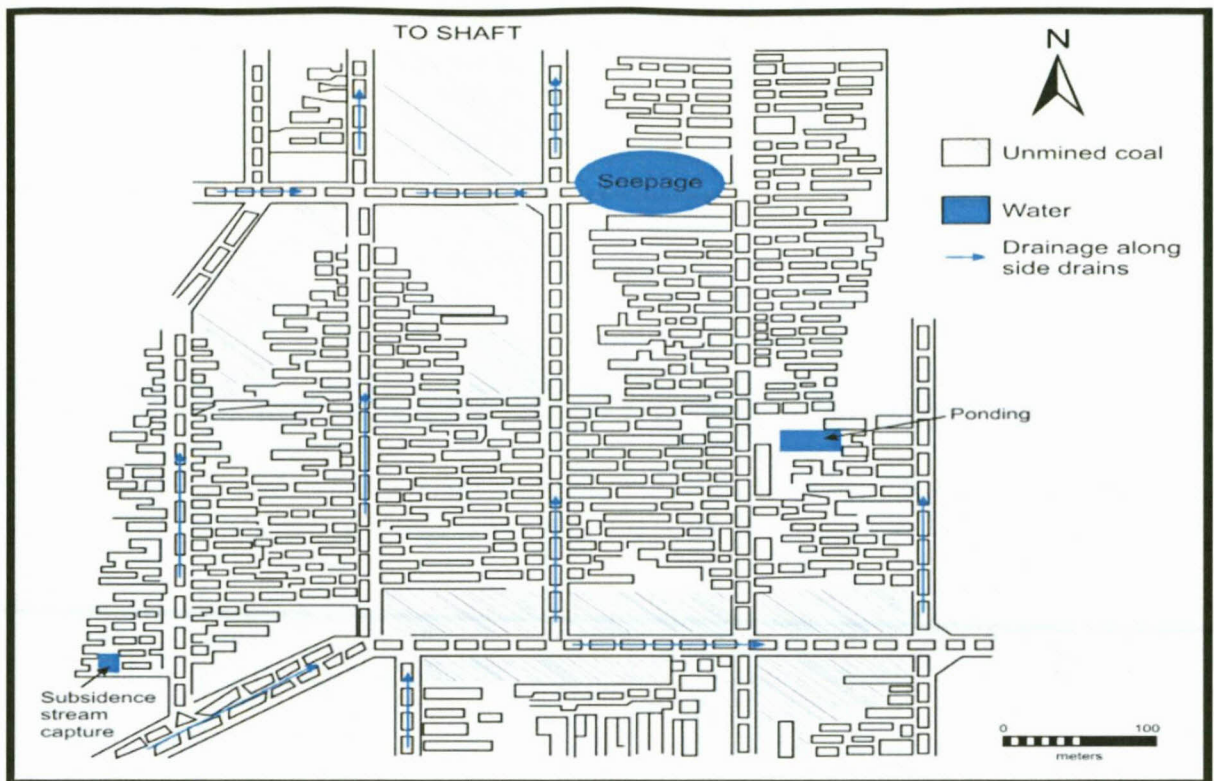 TO SHAFT
N
Unmined coal
Seepage
Water
Drainage along
side drains
Ponding
Subsidence
stream
capture
0
100
meters